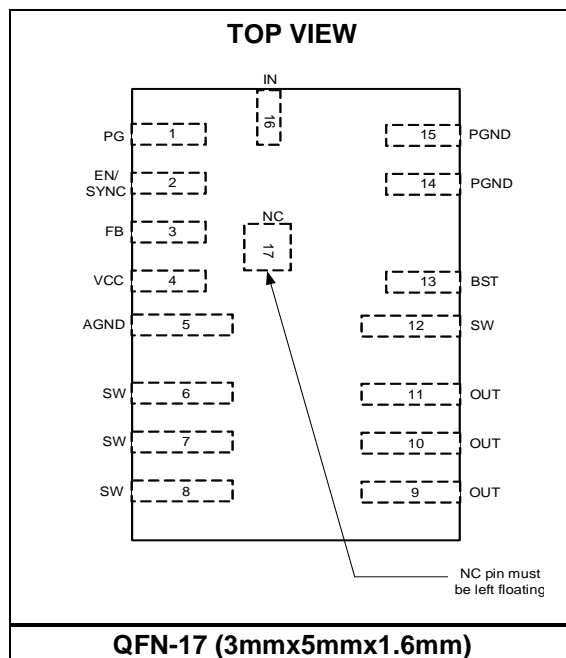 TOP VIEW
IN
16
PG 1
15 PGND
EN/
SYNC
2
14 PGND
FB 3
NC
17
VCC 4
13 BST
AGND 5
12 SW
SW 6
11 OUT
SW 7
10 OUT
SW 8
9 OUT
NC pin must
be left floating
QFN-17 (3mmx5mmx1.6mm)